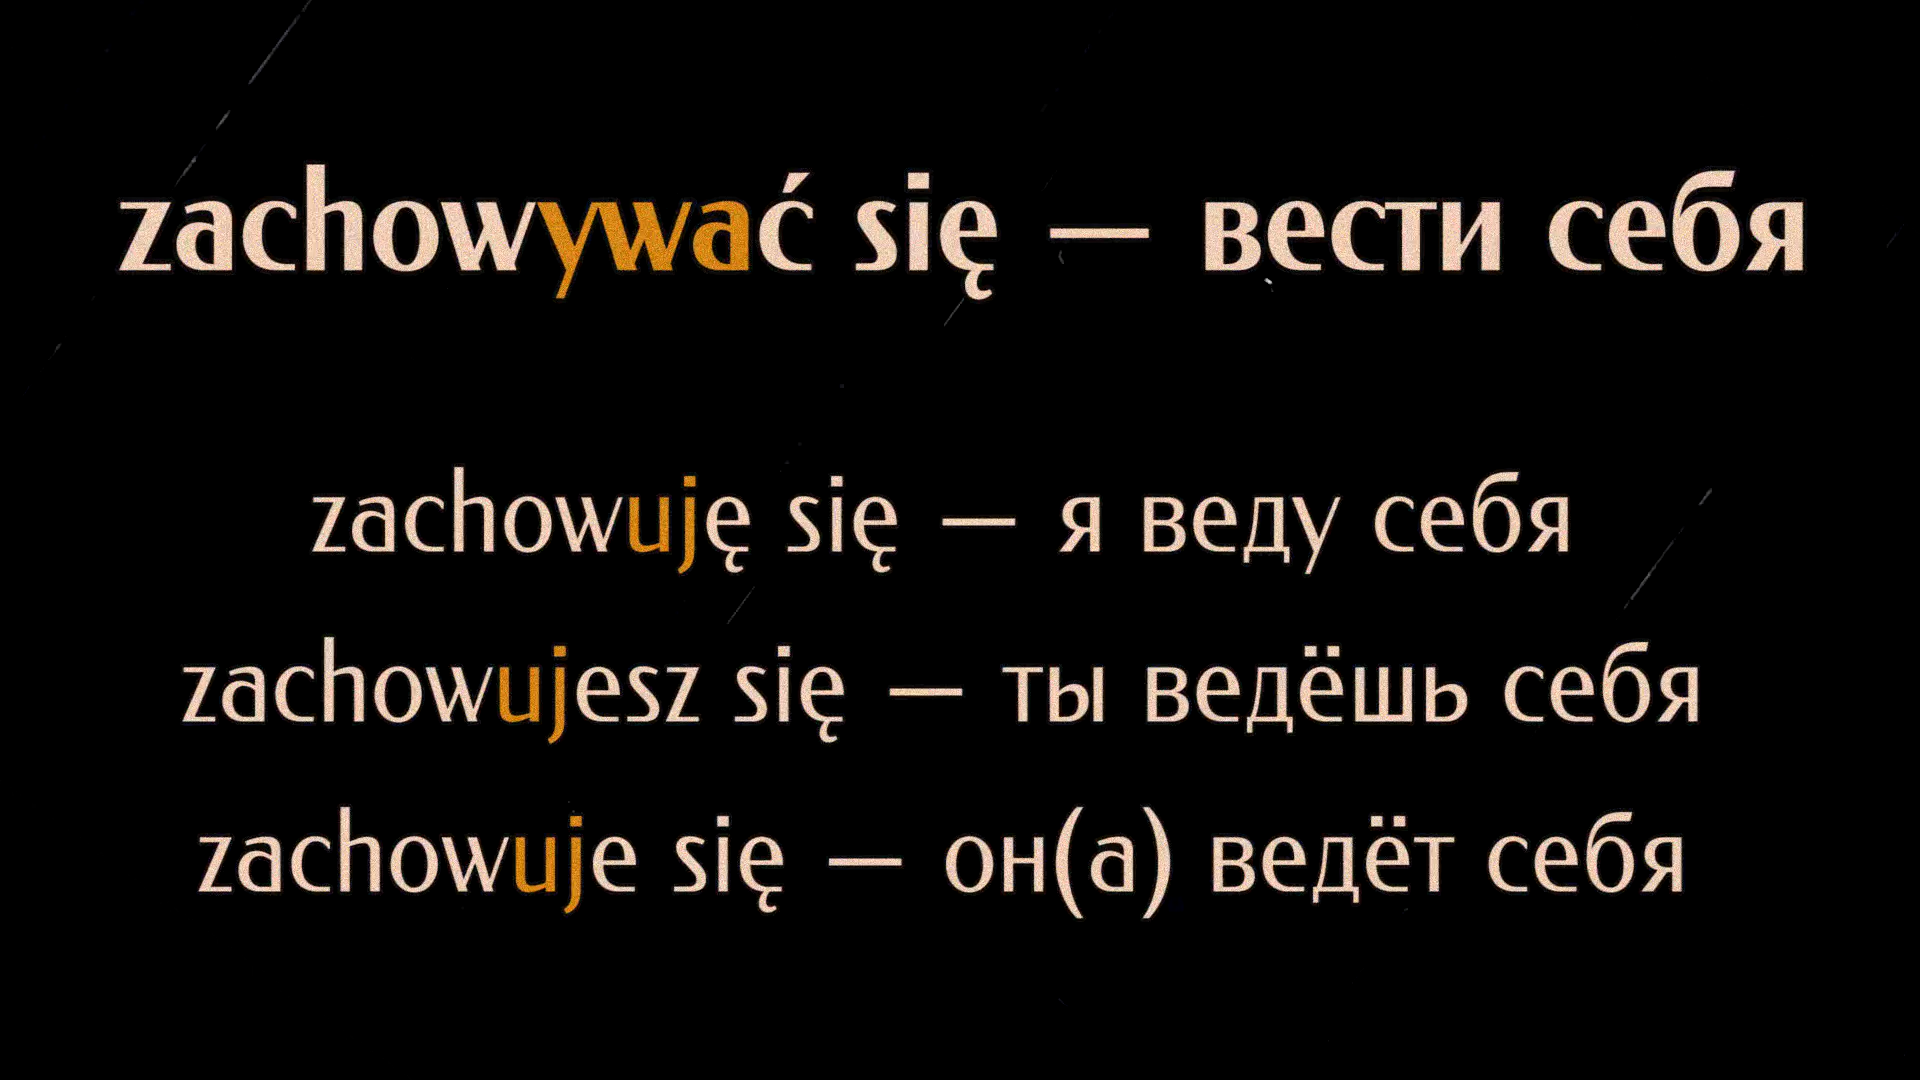 zachowywać się — вести себя
zachowuję się — я веду себя
zachowujesz się — ты ведёшь себя
zachowuje się — он(а) ведёт себя